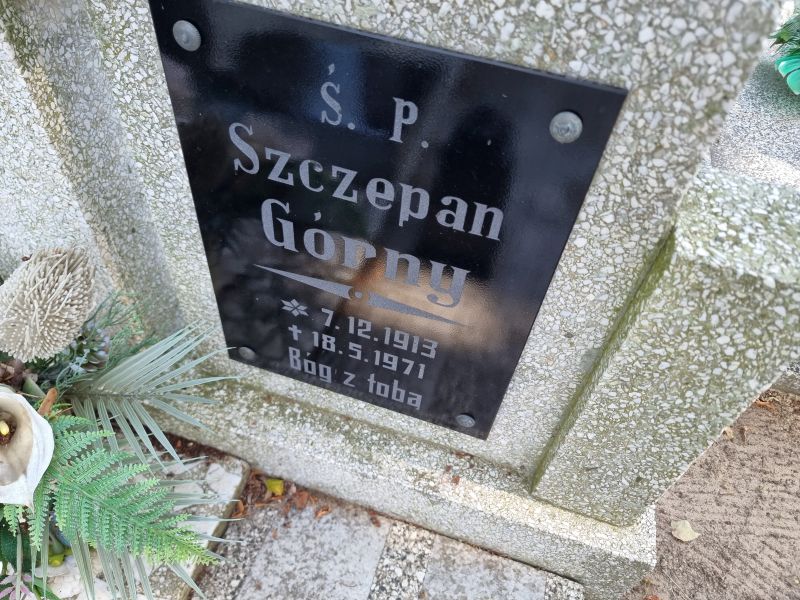 Ś. P.
Szczepan
Górny
* 7.12.1913
✝ 18.5.1971
Bóg z tobą